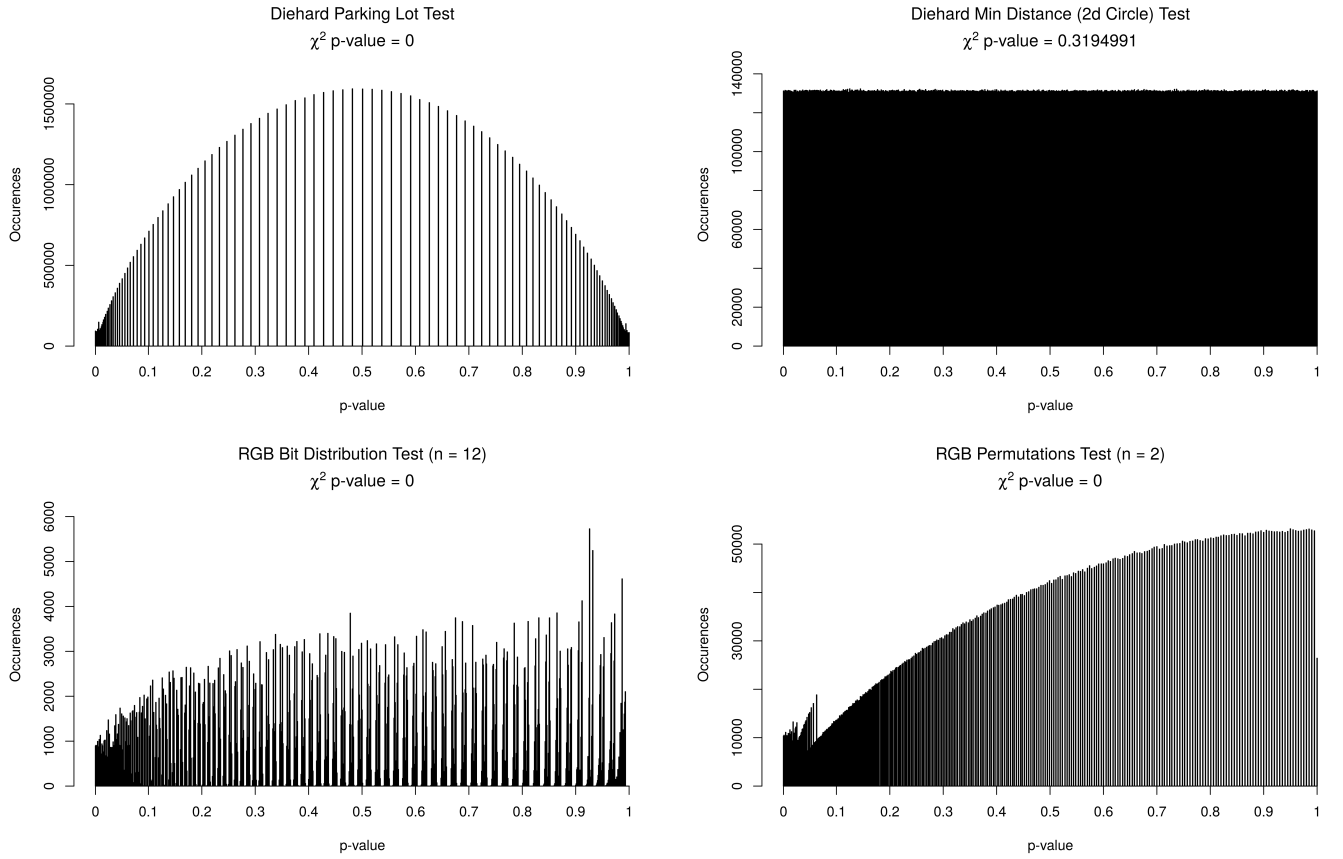 Diehard Parking Lot Test
χ² p-value = 0
Occurences
1500000
1000000
500000
0
0 0.1 0.2 0.3 0.4 0.5 0.6 0.7 0.8 0.9 1
p-value
Diehard Min Distance (2d Circle) Test
χ² p-value = 0.3194991
Occurences
140000
100000
60000
20000
0
0 0.1 0.2 0.3 0.4 0.5 0.6 0.7 0.8 0.9 1
p-value
RGB Bit Distribution Test (n = 12)
χ² p-value = 0
Occurences
6000
5000
4000
3000
2000
1000
0
0 0.1 0.2 0.3 0.4 0.5 0.6 0.7 0.8 0.9 1
p-value
RGB Permutations Test (n = 2)
χ² p-value = 0
Occurences
50000
30000
10000
0
0 0.1 0.2 0.3 0.4 0.5 0.6 0.7 0.8 0.9 1
p-value